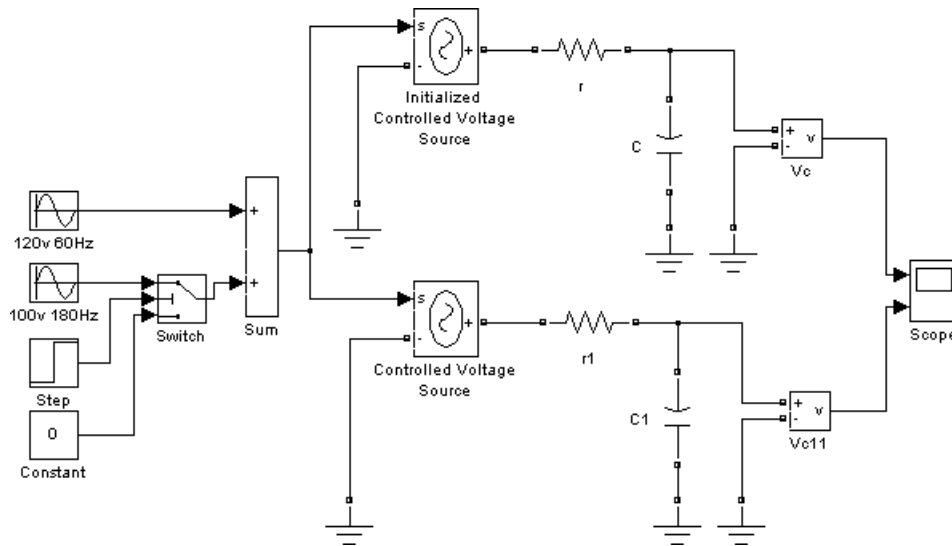 s
+
-
Initialized
Controlled Voltage
Source
r
C
+
-
v
Vc
120v 60Hz
+
+
Sum
100v 180Hz
Switch
Step
0
Constant
s
+
-
Controlled Voltage
Source
r1
C1
+
-
v
Vc11
Scope